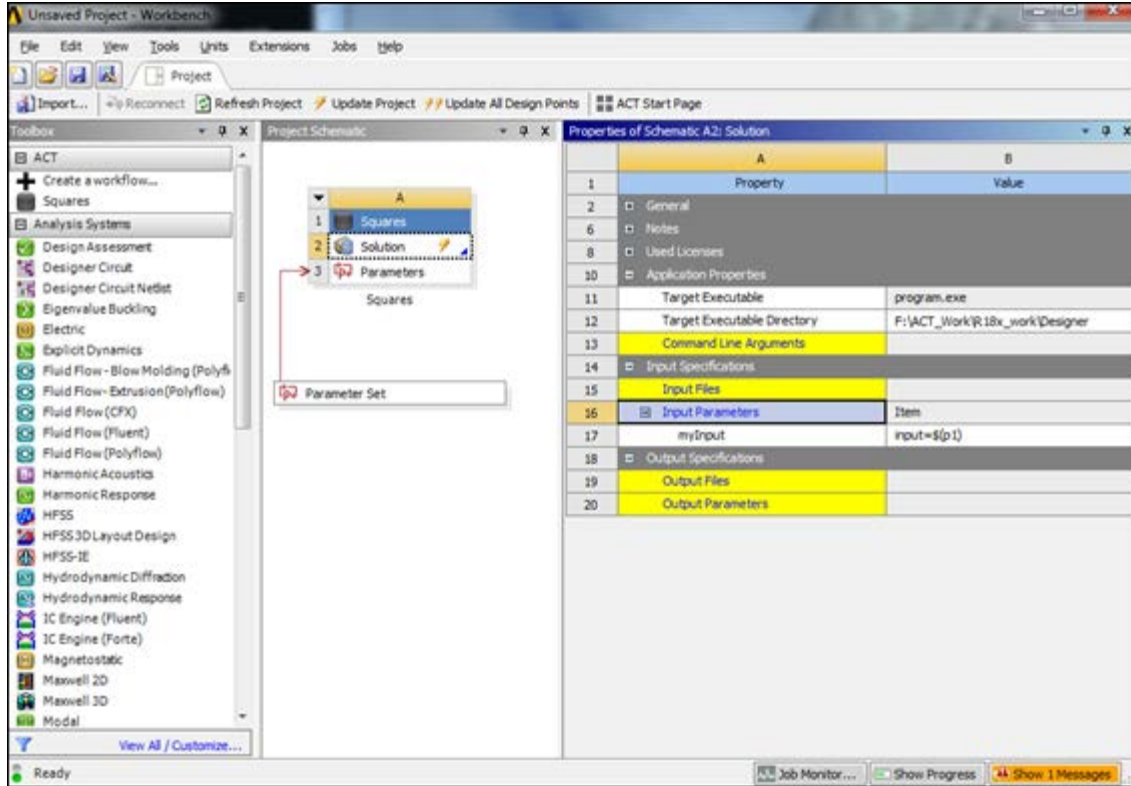 Unsaved Project - Workbench
File Edit View Tools Units Extensions Jobs Help
Project
Import... Reconnect Refresh Project Update Project Update All Design Points ACT Start Page
Toolbox
ACT
Create a workflow...
Squares
Analysis Systems
Design Assessment
Designer Circuit
Designer Circuit Netlist
Eigenvalue Buckling
Electric
Explicit Dynamics
Fluid Flow - Blow Molding (Polyfl
Fluid Flow - Extrusion (Polyflow)
Fluid Flow (CFX)
Fluid Flow (Fluent)
Fluid Flow (Polyflow)
Harmonic Acoustics
Harmonic Response
HFSS
HFSS 3D Layout Design
HFSS-IE
Hydrodynamic Diffraction
Hydrodynamic Response
IC Engine (Fluent)
IC Engine (Forte)
Magnetostatic
Maxwell 2D
Maxwell 3D
Modal
View All / Customize...
Project Schematic
A
1 Squares
2 Solution
3 Parameters
Squares
Parameter Set
Properties of Schematic A2: Solution
A B
1 Property Value
2 General
6 Notes
8 Used Licenses
10 Application Properties
11 Target Executable program.exe
12 Target Executable Directory F:\ACT_Work\R18x_work\Designer
13 Command Line Arguments
14 Input Specifications
15 Input Files
16 Input Parameters Item
17 myInput input=$(p1)
18 Output Specifications
19 Output Files
20 Output Parameters
Ready
Job Monitor... Show Progress Show 1 Messages